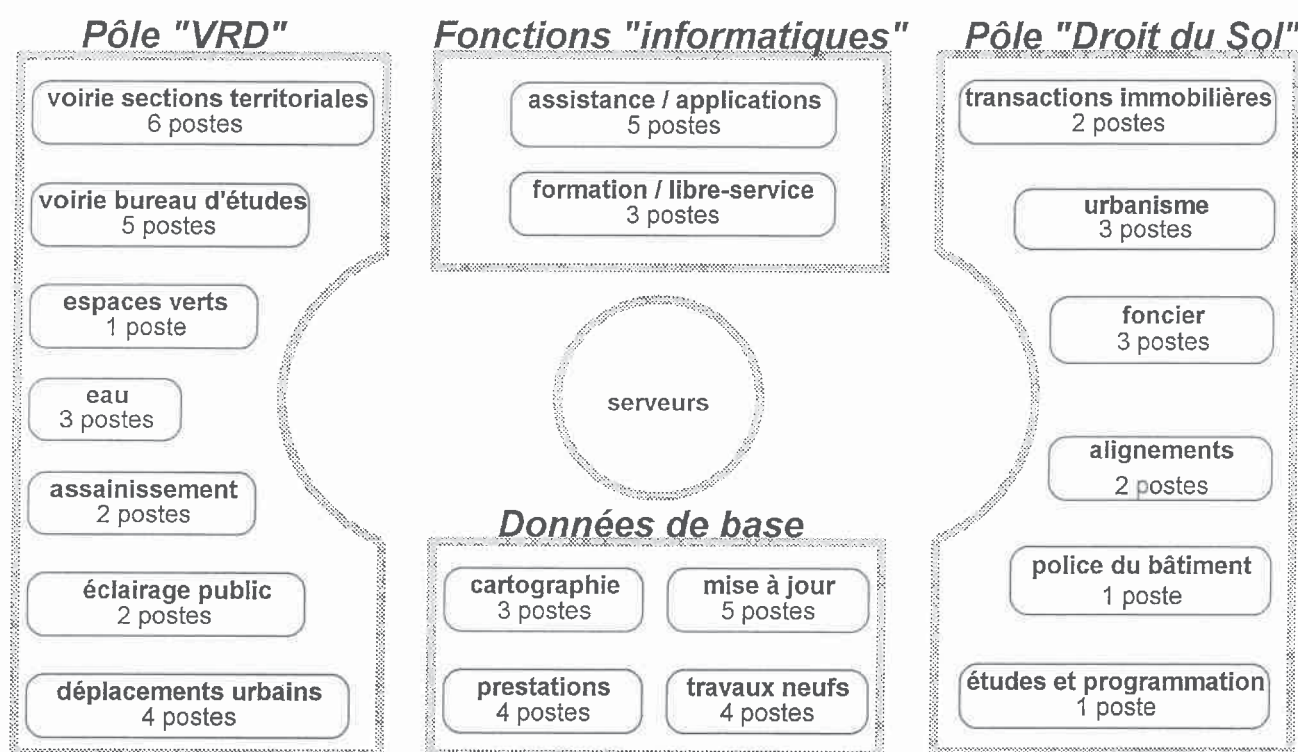 Pôle "VRD"
voirie sections territoriales
6 postes
voirie bureau d'études
5 postes
espaces verts
1 poste
eau
3 postes
assainissement
2 postes
éclairage public
2 postes
déplacements urbains
4 postes
Fonctions "informatiques"
assistance / applications
5 postes
formation / libre-service
3 postes
serveurs
Données de base
cartographie
3 postes
mise à jour
5 postes
prestations
4 postes
travaux neufs
4 postes
Pôle "Droit du Sol"
transactions immobilières
2 postes
urbanisme
3 postes
foncier
3 postes
alignements
2 postes
police du bâtiment
1 poste
études et programmation
1 poste